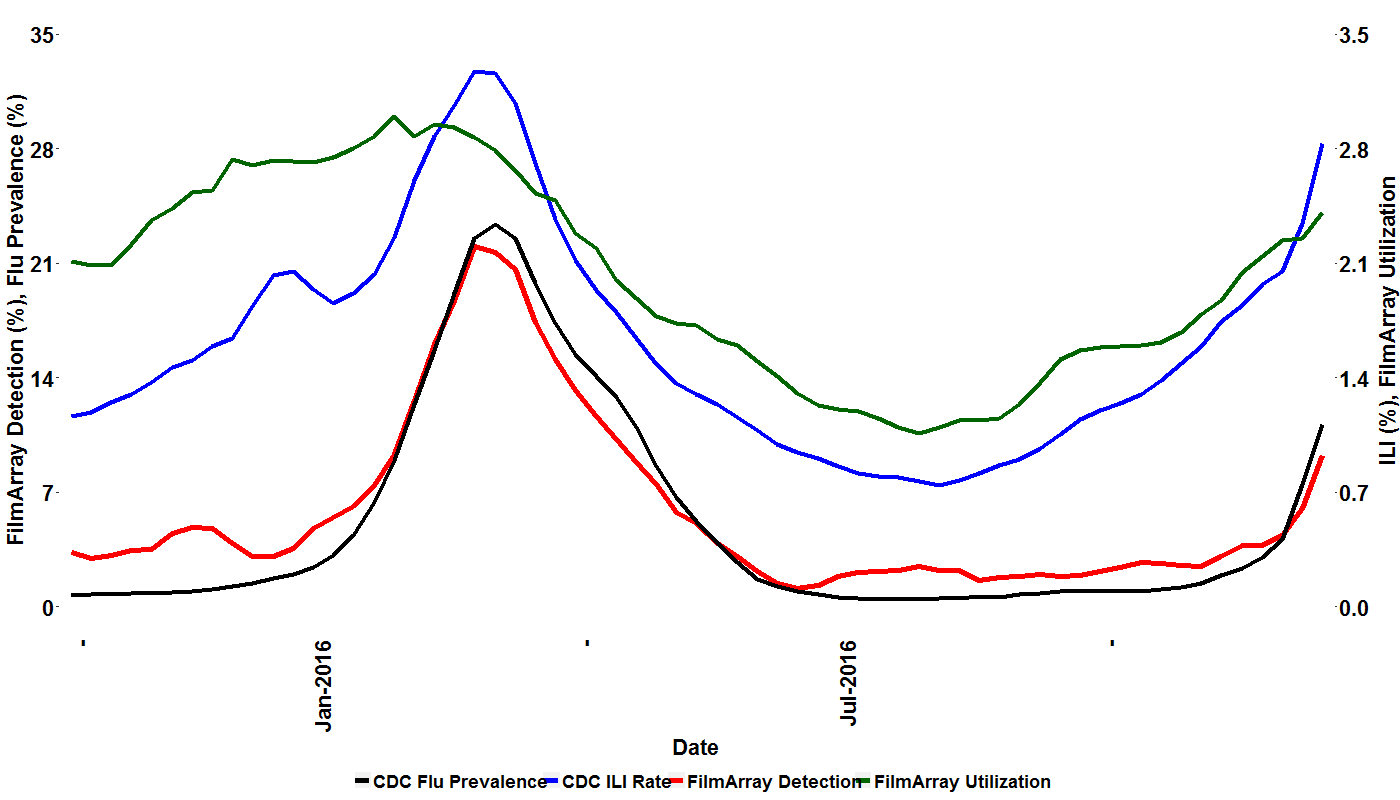 FilmArray Detection (%), Flu Prevalence (%)
35
28
21
14
7
0
3.5
2.8
2.1
1.4
0.7
0.0
ILI (%), FilmArray Utilization
-
Jan-2016
-
Jul-2016
-
Date
CDC Flu Prevalence CDC ILI Rate FilmArray Detection FilmArray Utilization